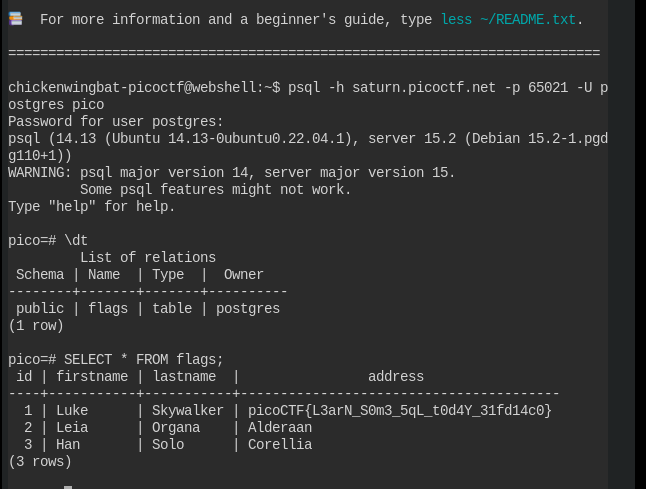 For more information and a beginner's guide, type less ~/README.txt.
==========================================================================
chickenwingbat-picoctf@webshell:~$ psql -h saturn.picoctf.net -p 65021 -U p
ostgres pico
Password for user postgres:
psql (14.13 (Ubuntu 14.13-0ubuntu0.22.04.1), server 15.2 (Debian 15.2-1.pgd
g110+1))
WARNING: psql major version 14, server major version 15.
         Some psql features might not work.
Type "help" for help.
pico=# \dt
         List of relations
 Schema | Name  | Type  |  Owner
--------+-------+-------+----------
 public | flags | table | postgres
(1 row)
pico=# SELECT * FROM flags;
 id | firstname | lastname  |                address
----+-----------+-----------+----------------------------------------
  1 | Luke      | Skywalker | picoCTF{L3arN_S0m3_5qL_t0d4Y_31fd14c0}
  2 | Leia      | Organa    | Alderaan
  3 | Han       | Solo      | Corellia
(3 rows)